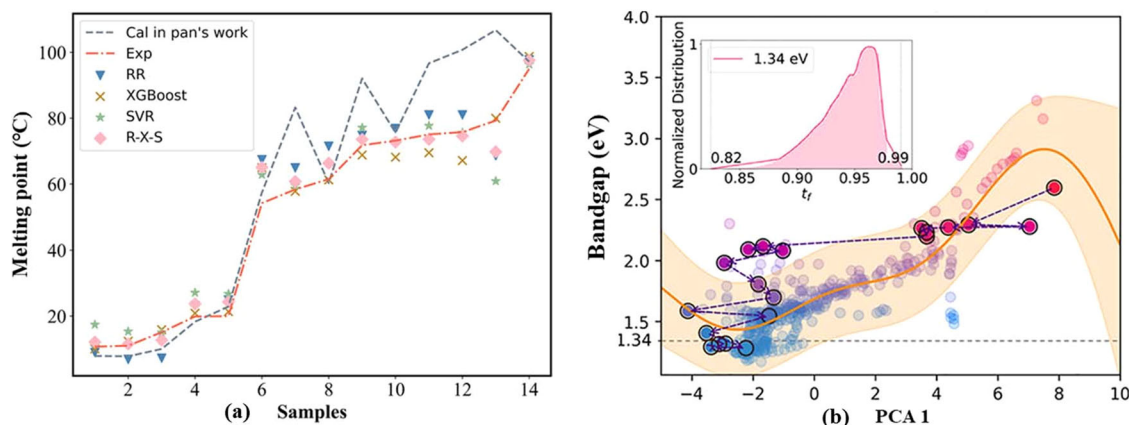 Melting point (℃)
100
80
60
40
20
Cal in pan's work
Exp
RR
XGBoost
SVR
R-X-S
2
4
6
8
10
12
14
(a)
Samples
Bandgap (eV)
4.0
3.5
3.0
2.5
2.0
1.5
1.34
Normalized Distribution
1
0
1.34 eV
0.82
0.99
0.85
0.90
0.95
1.00
t_f
−4
−2
0
2
4
6
8
10
(b)
PCA 1